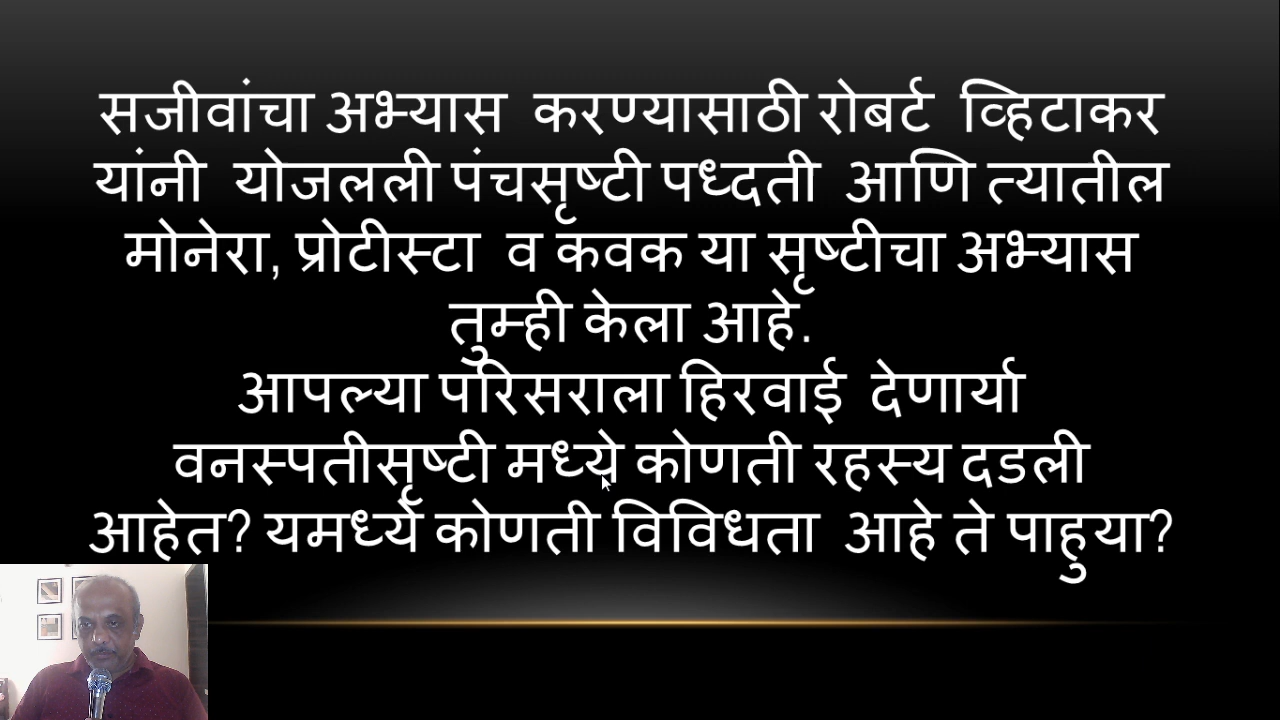 सजीवांचा अभ्यास करण्यासाठी रोबर्ट व्हिटाकर
यांनी योजलली पंचसृष्टी पध्दती आणि त्यातील
मोनेरा, प्रोटीस्टा व कवक या सृष्टीचा अभ्यास
तुम्ही केला आहे.
आपल्या परिसराला हिरवाई देणार्या
वनस्पतीसृष्टी मध्ये कोणती रहस्य दडली
आहेत? यमध्ये कोणती विविधता आहे ते पाहुया?